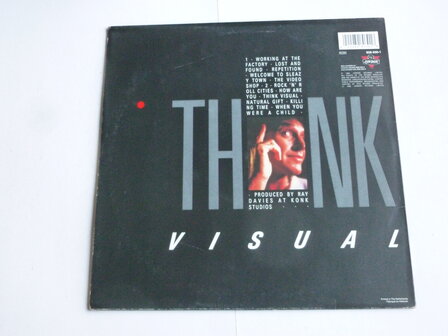 1 · WORKING AT THE
FACTORY · LOST AND
FOUND · REPETITION
· WELCOME TO SLEAZ
Y TOWN · THE VIDEO
SHOP · 2 · ROCK 'N' R
OLL CITIES · HOW ARE
YOU · THINK VISUAL ·
NATURAL GIFT · KILLI
NG TIME · WHEN YOU
WERE A CHILD ·
TH NK
· PRODUCED BY RAY
DAVIES AT KONK
STUDIOS · · ·
VISUAL